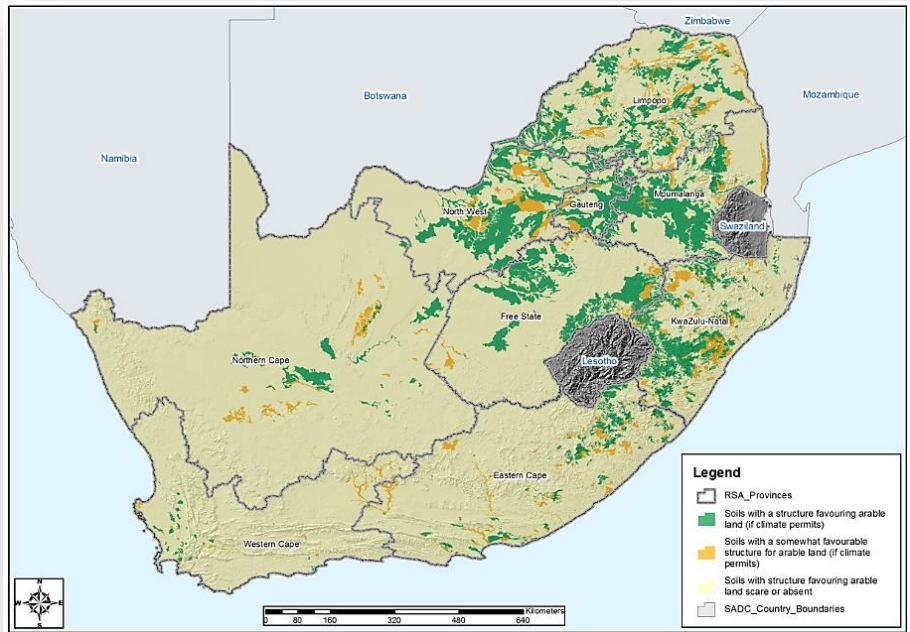 Zimbabwe
Botswana
Mozambique
Limpopo
Namibia
North West
Gauteng
Mpumalanga
Swaziland
Free State
KwaZulu-Natal
Northern Cape
Lesotho
Eastern Cape
Western Cape
Legend
RSA_Provinces
Soils with a structure favouring arable
land (if climate permits)
Soils with a somewhat favourable
structure for arable land (if climate
permits)
Soils with structure favouring arable
land scare or absent
SADC_Country_Boundaries
N
W E
S
Kilometers
0 80 160 320 480 640